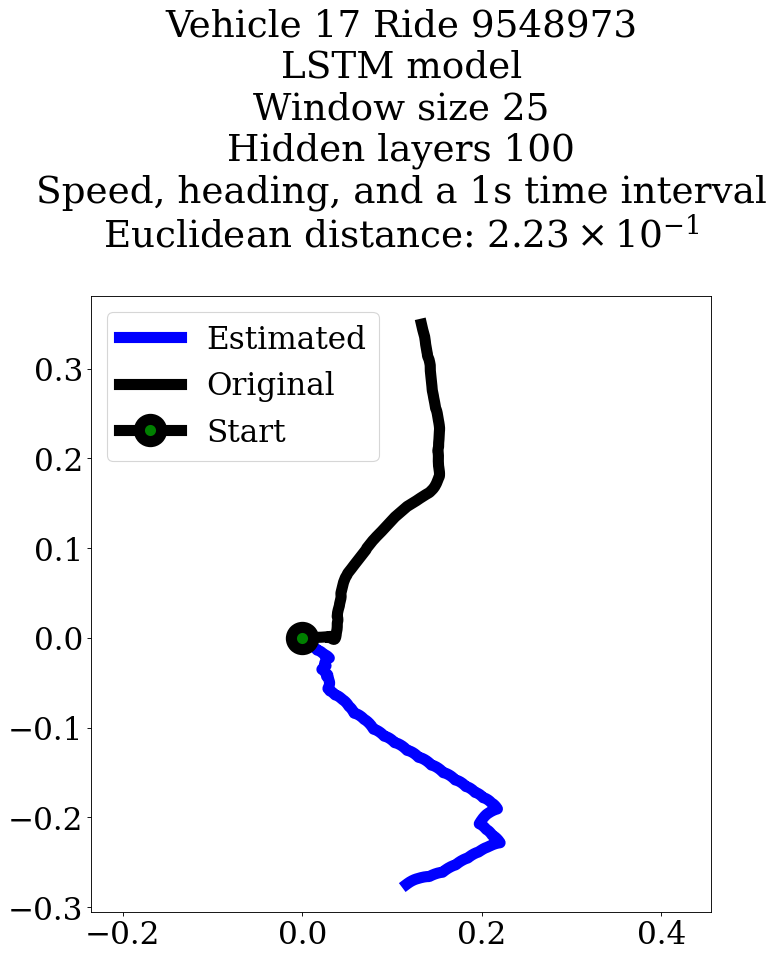 Vehicle 17 Ride 9548973
LSTM model
Window size 25
Hidden layers 100
Speed, heading, and a 1s time interval
Euclidean distance: 2.23 × 10⁻¹
Estimated
Original
Start
0.3
0.2
0.1
0.0
−0.1
−0.2
−0.3
−0.2 0.0 0.2 0.4